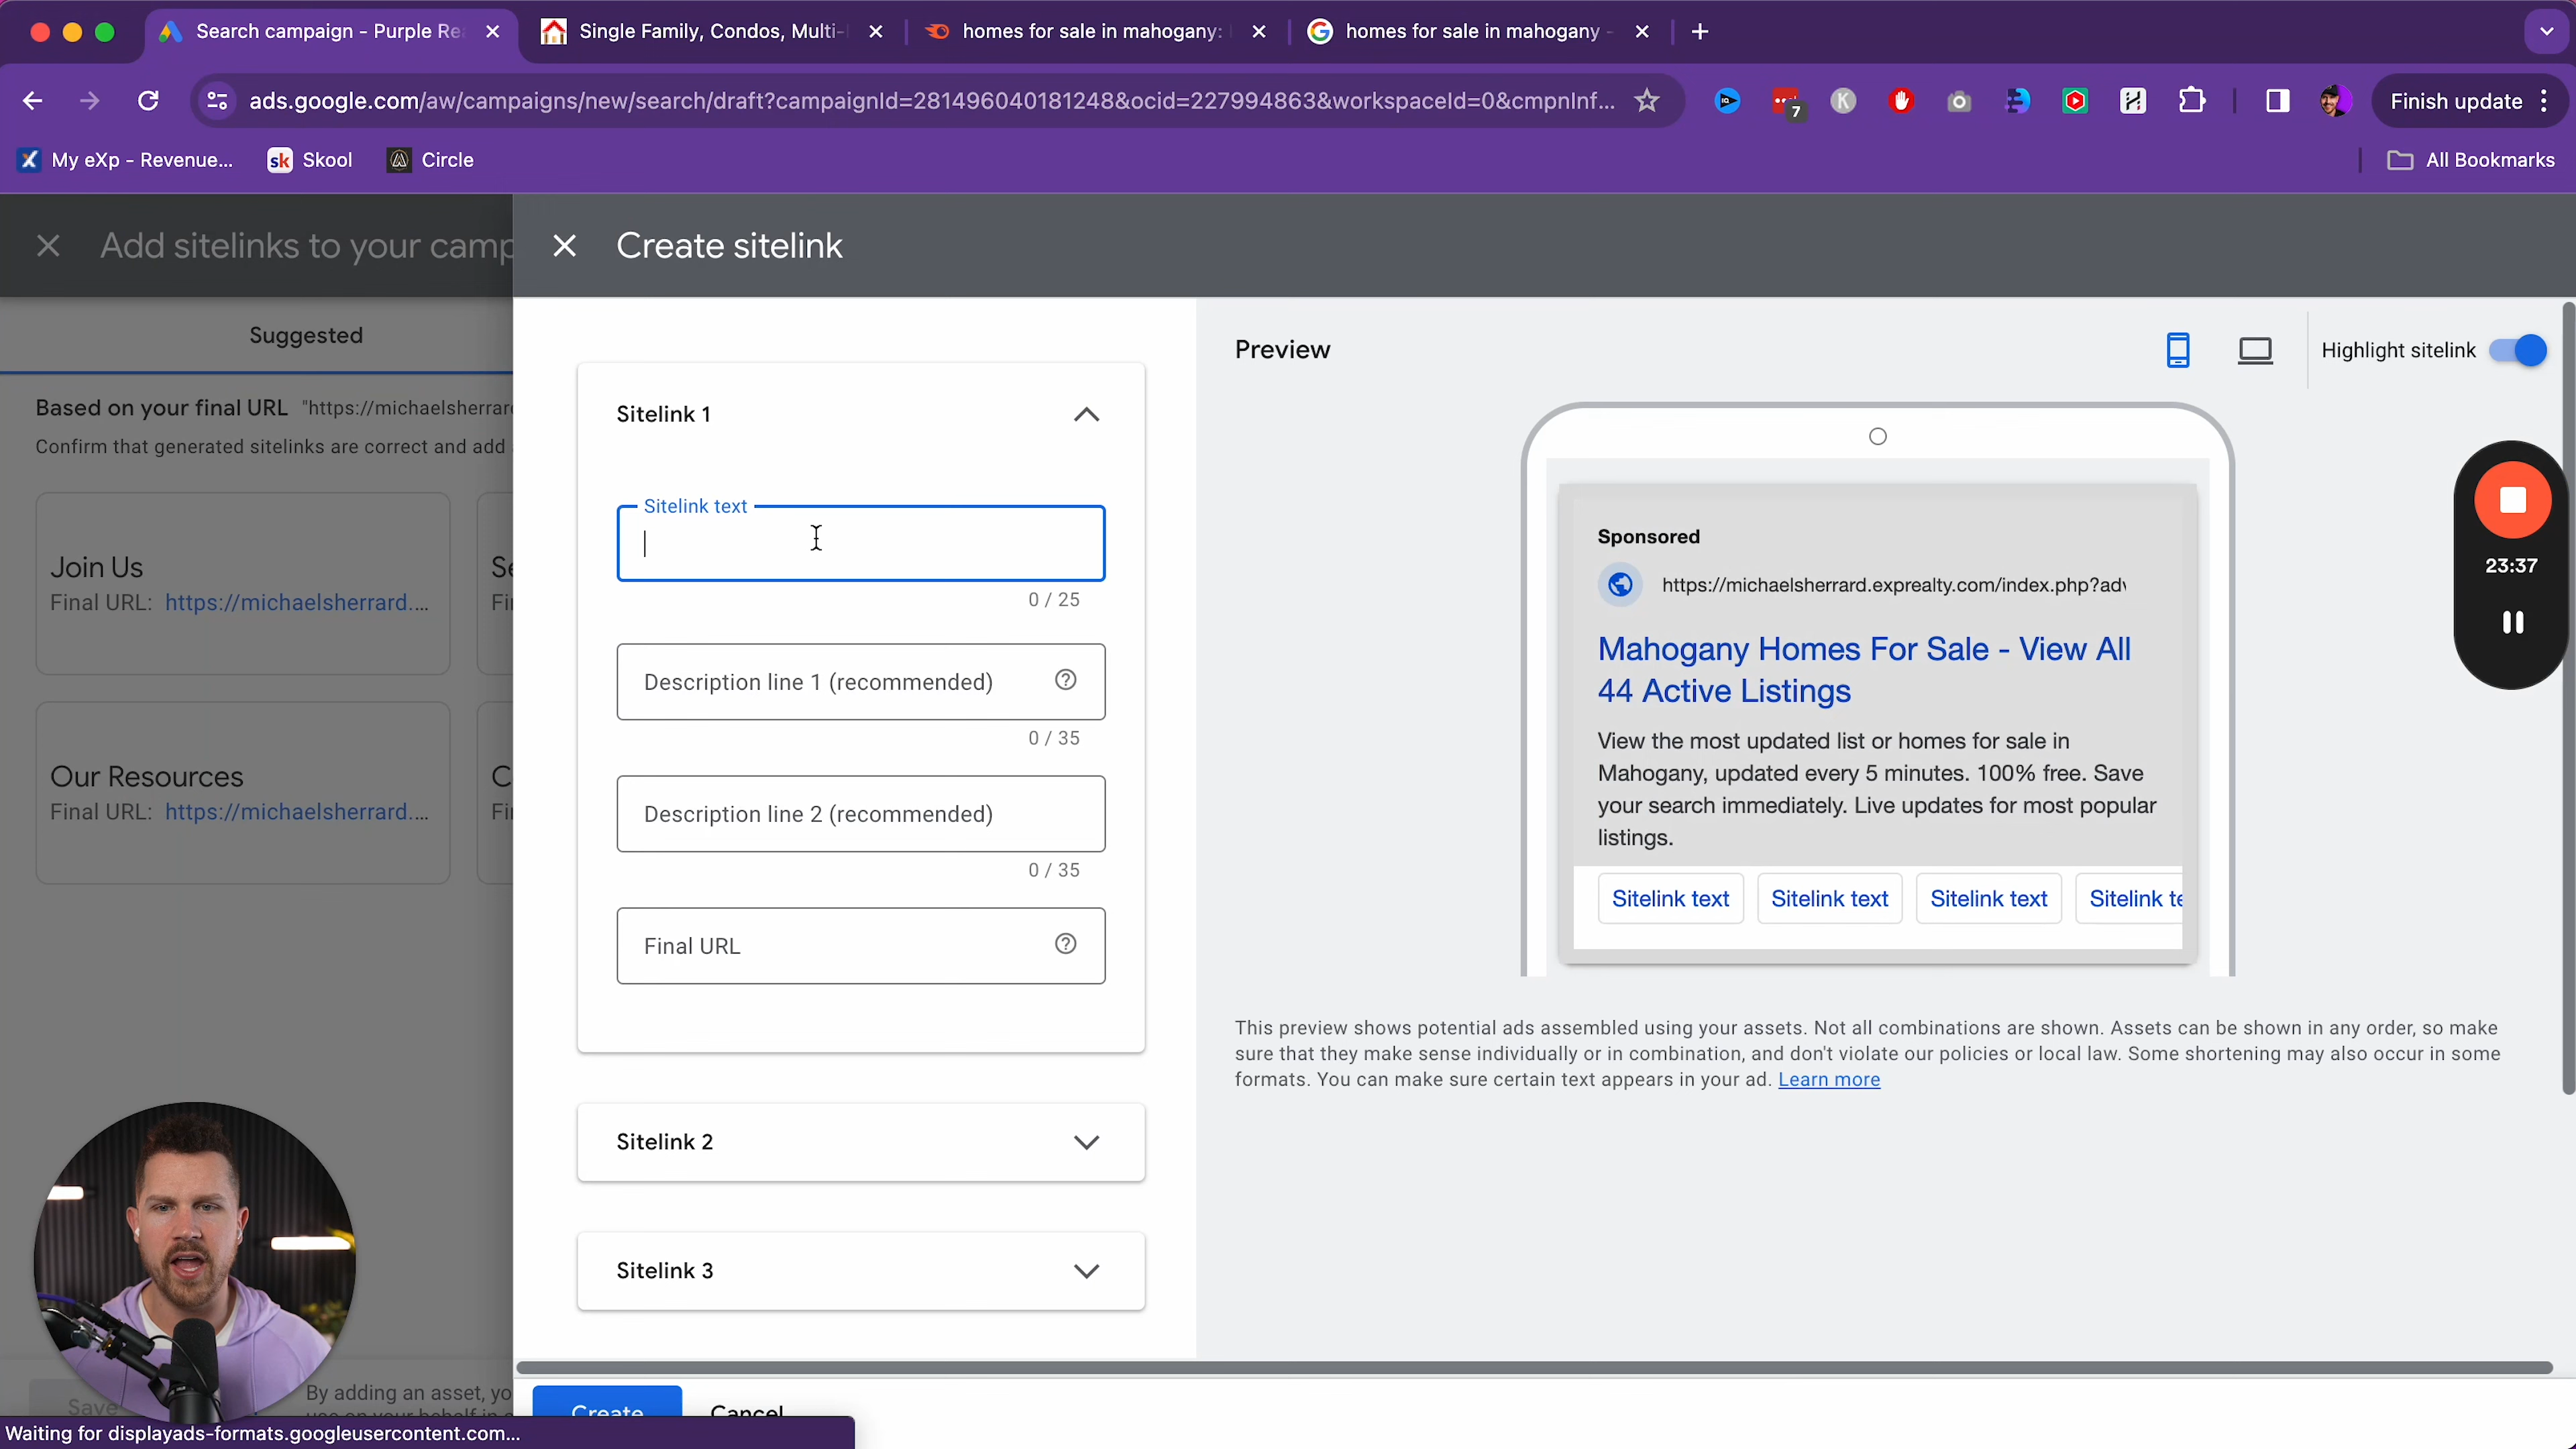 Search campaign - Purple Rea
Single Family, Condos, Multi-
homes for sale in mahogany:
homes for sale in mahogany -
ads.google.com/aw/campaigns/new/search/draft?campaignId=281496040181248&ocid=227994863&workspaceId=0&cmpnInf...
7
K
Finish update
My eXp - Revenue...
sk Skool
Circle
All Bookmarks
Add sitelinks to your camp
Create sitelink
Suggested
Based on your final URL "https://michaelsherrard
Confirm that generated sitelinks are correct and add
Join Us
Final URL: https://michaelsherrard....
Our Resources
Final URL: https://michaelsherrard....
Sitelink 1
Sitelink text
0 / 25
Description line 1 (recommended)
0 / 35
Description line 2 (recommended)
0 / 35
Final URL
Sitelink 2
Sitelink 3
Preview
Highlight sitelink
Sponsored
https://michaelsherrard.exprealty.com/index.php?adv
Mahogany Homes For Sale - View All
44 Active Listings
View the most updated list or homes for sale in
Mahogany, updated every 5 minutes. 100% free. Save
your search immediately. Live updates for most popular
listings.
Sitelink text
Sitelink text
Sitelink text
Sitelink te
This preview shows potential ads assembled using your assets. Not all combinations are shown. Assets can be shown in any order, so make
sure that they make sense individually or in combination, and don't violate our policies or local law. Some shortening may also occur in some
formats. You can make sure certain text appears in your ad. Learn more
23:37
Save
By adding an asset, yo
Create
Cancel
Waiting for displayads-formats.googleusercontent.com...